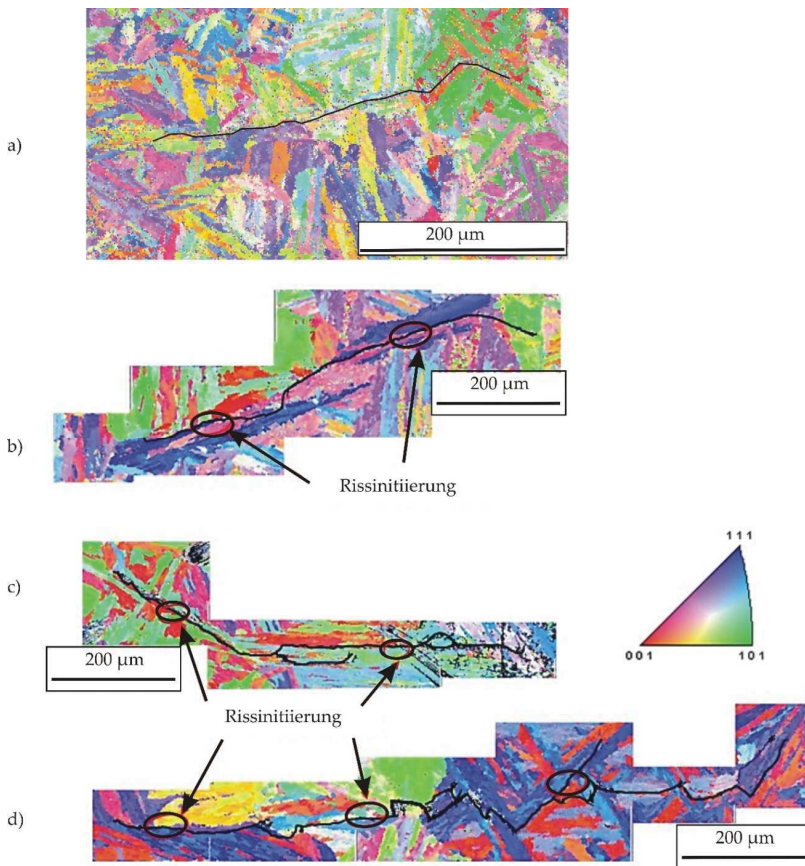 a)
200 µm
b)
200 µm
Rissinitiierung
c)
200 µm
111
001
101
Rissinitiierung
d)
200 µm